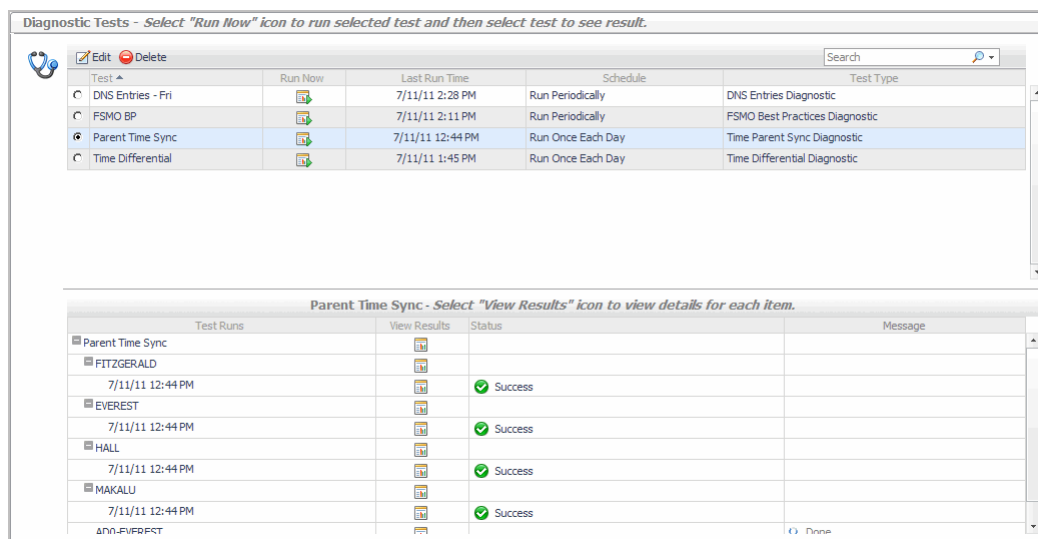 Diagnostic Tests - Select "Run Now" icon to run selected test and then select test to see result.
Edit Delete Search
Test Run Now Last Run Time Schedule Test Type
DNS Entries - Fri 7/11/11 2:28 PM Run Periodically DNS Entries Diagnostic
FSMO BP 7/11/11 2:11 PM Run Periodically FSMO Best Practices Diagnostic
Parent Time Sync 7/11/11 12:44 PM Run Once Each Day Time Parent Sync Diagnostic
Time Differential 7/11/11 1:45 PM Run Once Each Day Time Differential Diagnostic
Parent Time Sync - Select "View Results" icon to view details for each item.
Test Runs View Results Status Message
Parent Time Sync
FITZGERALD
7/11/11 12:44 PM Success
EVEREST
7/11/11 12:44 PM Success
HALL
7/11/11 12:44 PM Success
MAKALU
7/11/11 12:44 PM Success
AD0-EVEREST Done